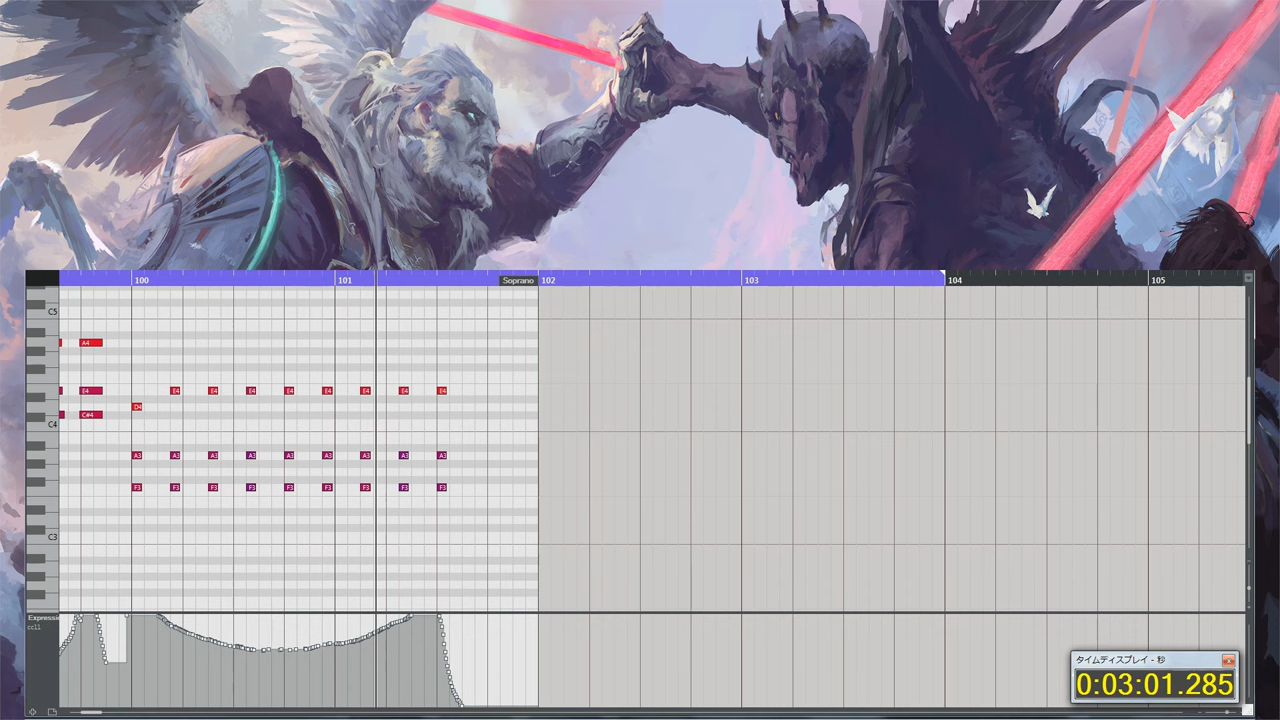 100 101 Soprano 102 103 104 105
C5
A4
E4 E4 E4 E4 E4 E4 E4 E4 E4
D4
C#4
C4
A3 A3 A3 A3 A3 A3 A3 A3 A3
F3 F3 F3 F3 F3 F3 F3 F3 F3
C3
Expressio
cc11
タイムディスプレイ - 秒
0:03:01.285